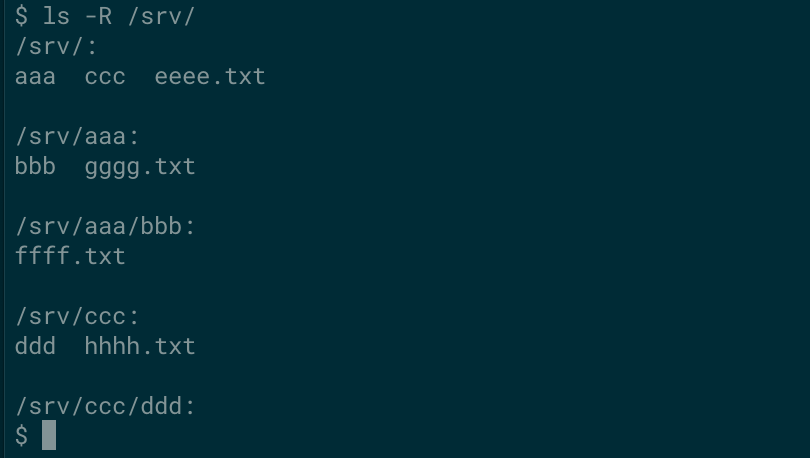 $ ls -R /srv/
/srv/:
aaa  ccc  eeee.txt
/srv/aaa:
bbb  gggg.txt
/srv/aaa/bbb:
ffff.txt
/srv/ccc:
ddd  hhhh.txt
/srv/ccc/ddd:
$